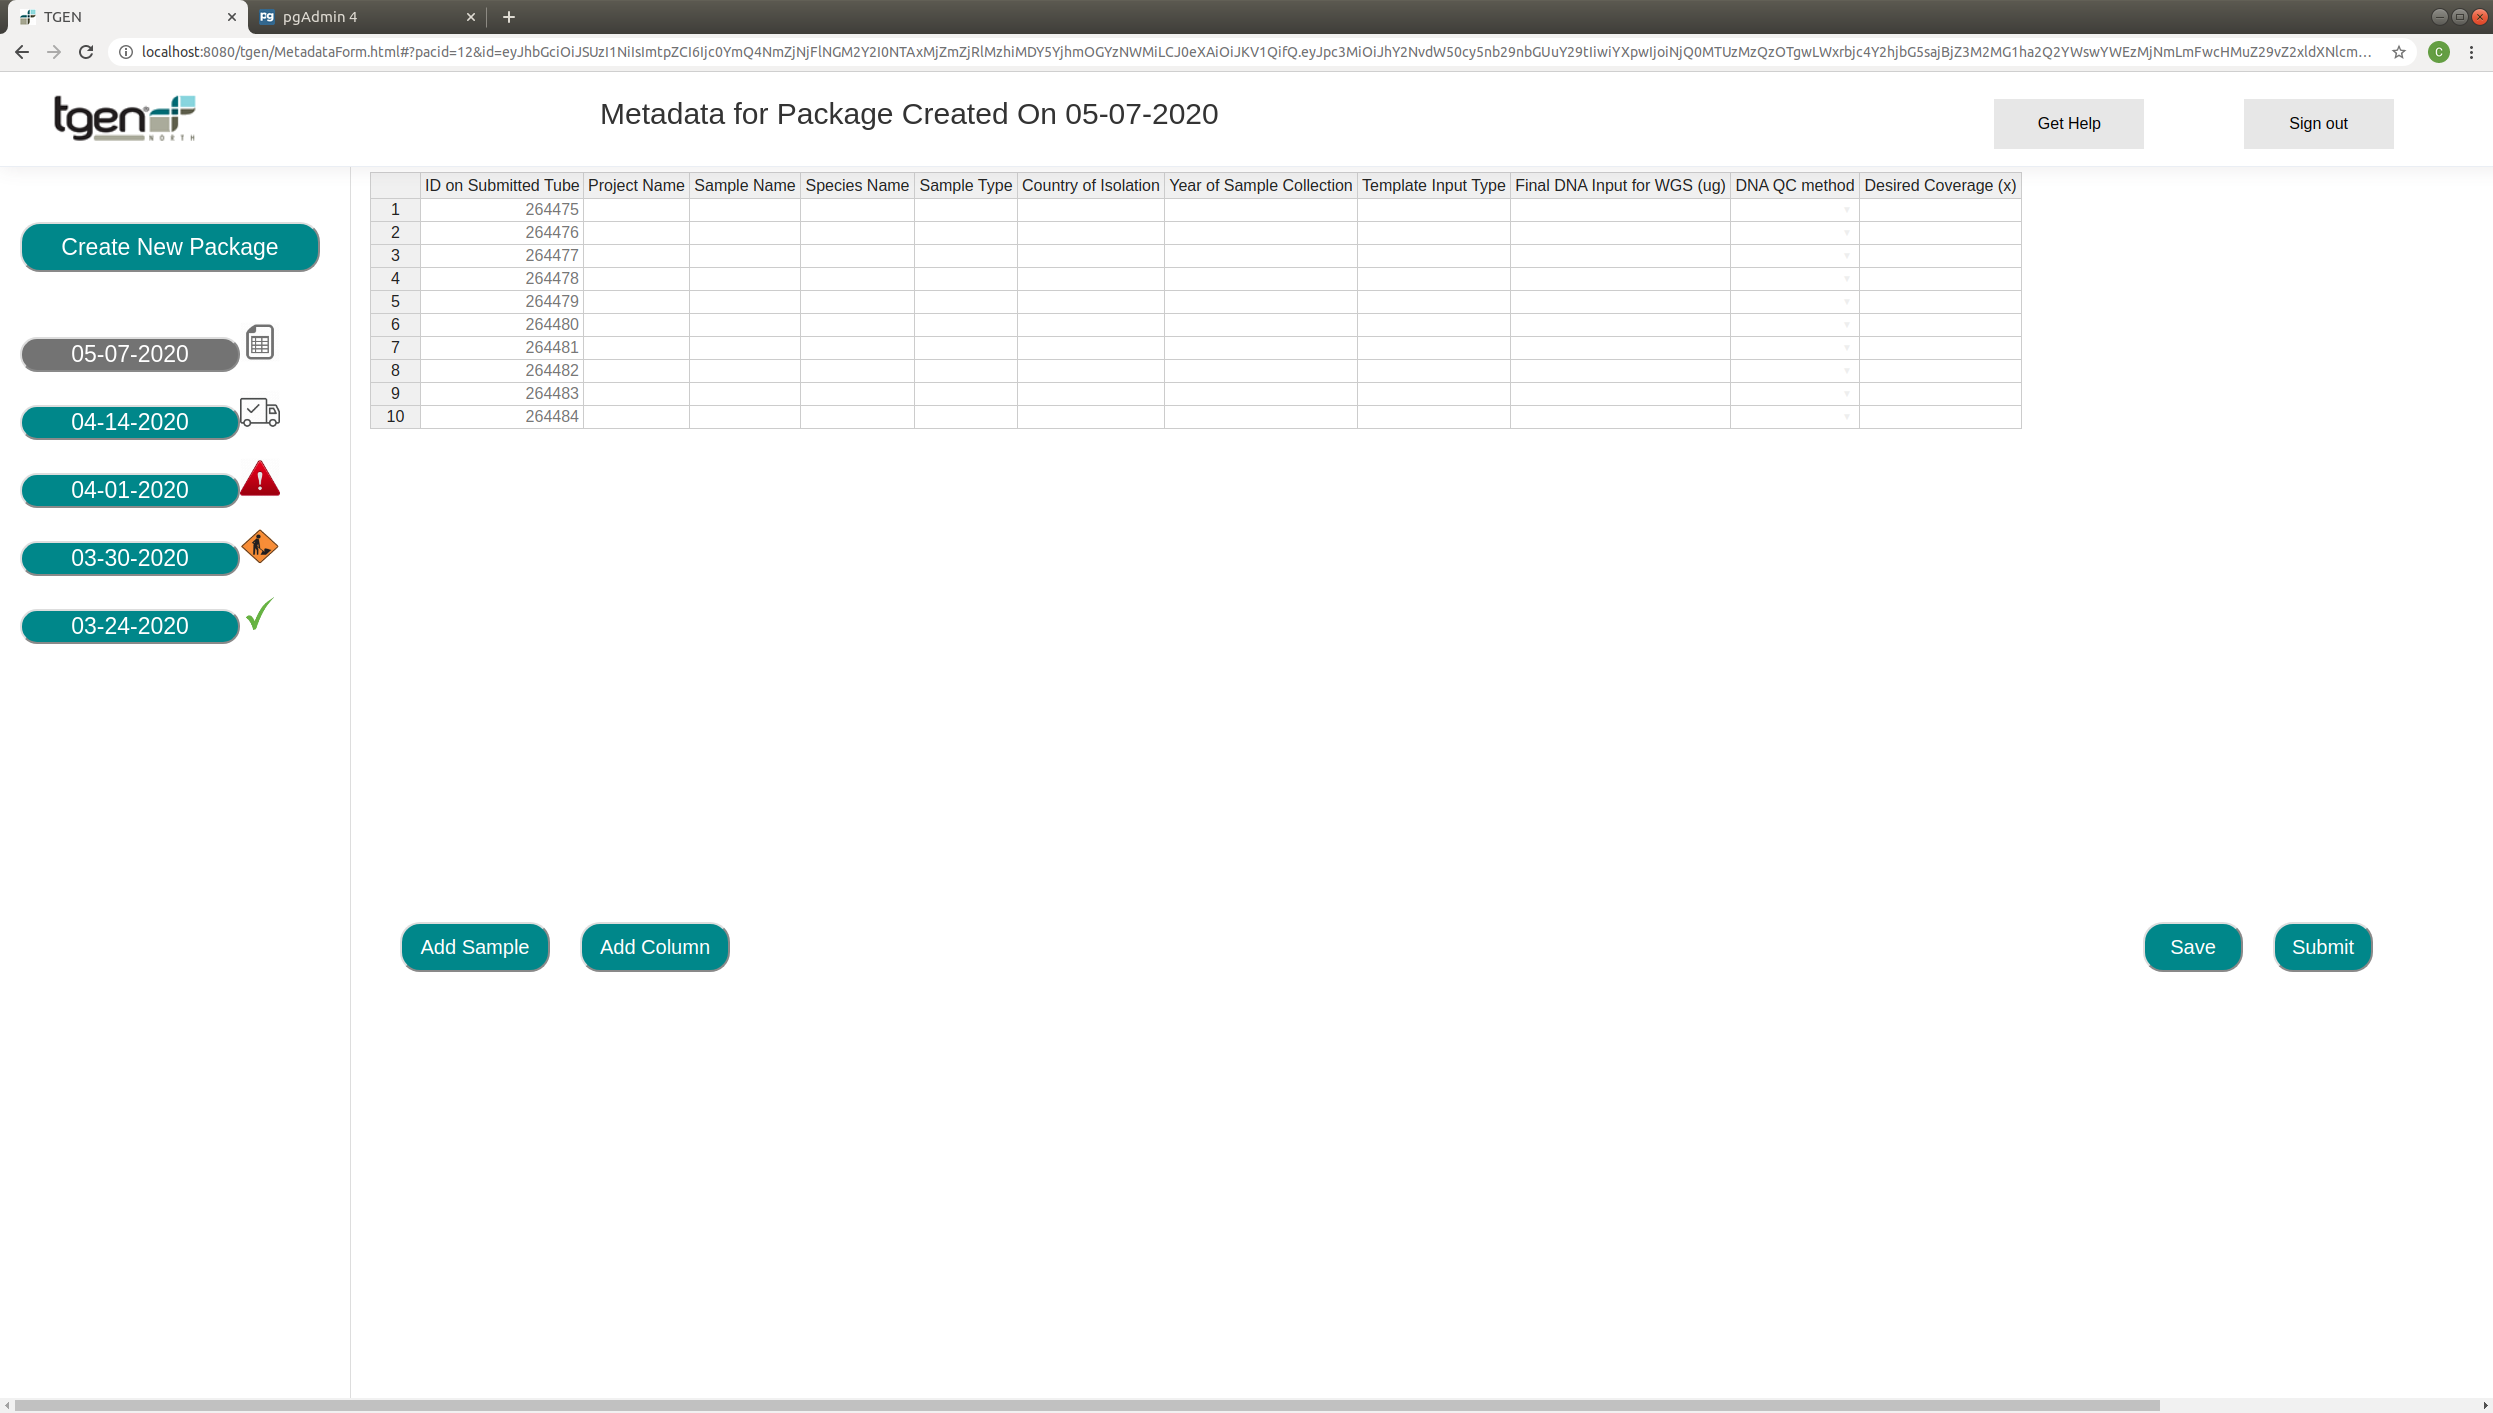 TGEN
pgAdmin 4
localhost:8080/tgen/MetadataForm.html#?pacid=12&id=
tgen
NORTH
Metadata for Package Created On 05-07-2020
Get Help
Sign out
Create New Package
05-07-2020
04-14-2020
04-01-2020
03-30-2020
03-24-2020
ID on Submitted Tube Project Name Sample Name Species Name Sample Type Country of Isolation Year of Sample Collection Template Input Type Final DNA Input for WGS (ug) DNA QC method Desired Coverage (x)
1 264475
2 264476
3 264477
4 264478
5 264479
6 264480
7 264481
8 264482
9 264483
10 264484
Add Sample
Add Column
Save
Submit
C
pg